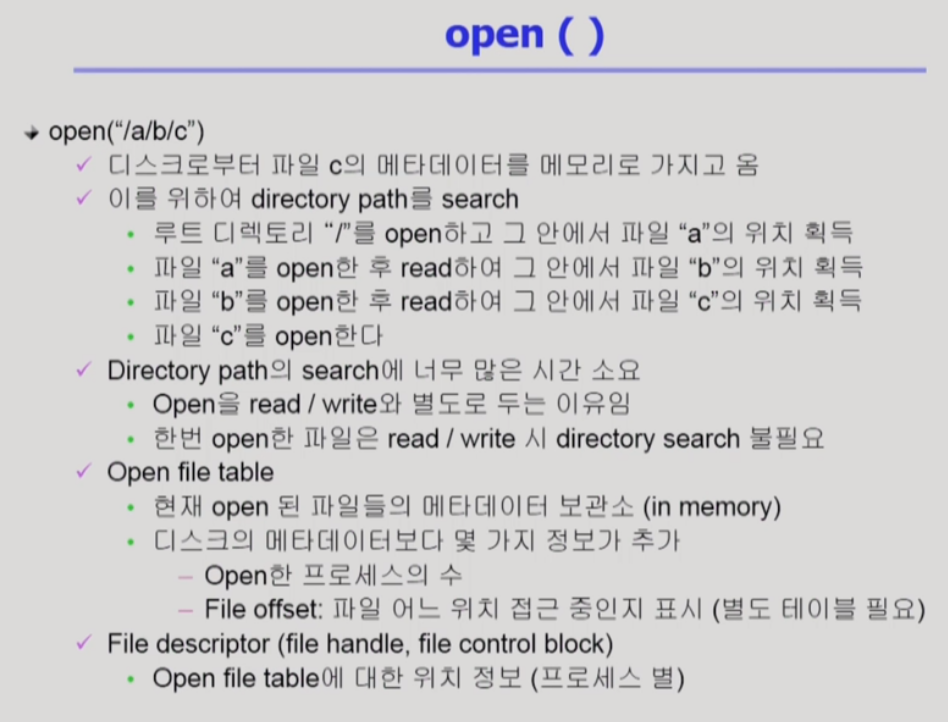 open ( )
open("/a/b/c")
디스크로부터 파일 c의 메타데이터를 메모리로 가지고 옴
이를 위하여 directory path를 search
루트 디렉토리 "/"를 open하고 그 안에서 파일 "a"의 위치 획득
파일 "a"를 open한 후 read하여 그 안에서 파일 "b"의 위치 획득
파일 "b"를 open한 후 read하여 그 안에서 파일 "c"의 위치 획득
파일 "c"를 open한다
Directory path의 search에 너무 많은 시간 소요
Open을 read / write와 별도로 두는 이유임
한번 open한 파일은 read / write 시 directory search 불필요
Open file table
현재 open 된 파일들의 메타데이터 보관소 (in memory)
디스크의 메타데이터보다 몇 가지 정보가 추가
– Open한 프로세스의 수
– File offset: 파일 어느 위치 접근 중인지 표시 (별도 테이블 필요)
File descriptor (file handle, file control block)
Open file table에 대한 위치 정보 (프로세스 별)